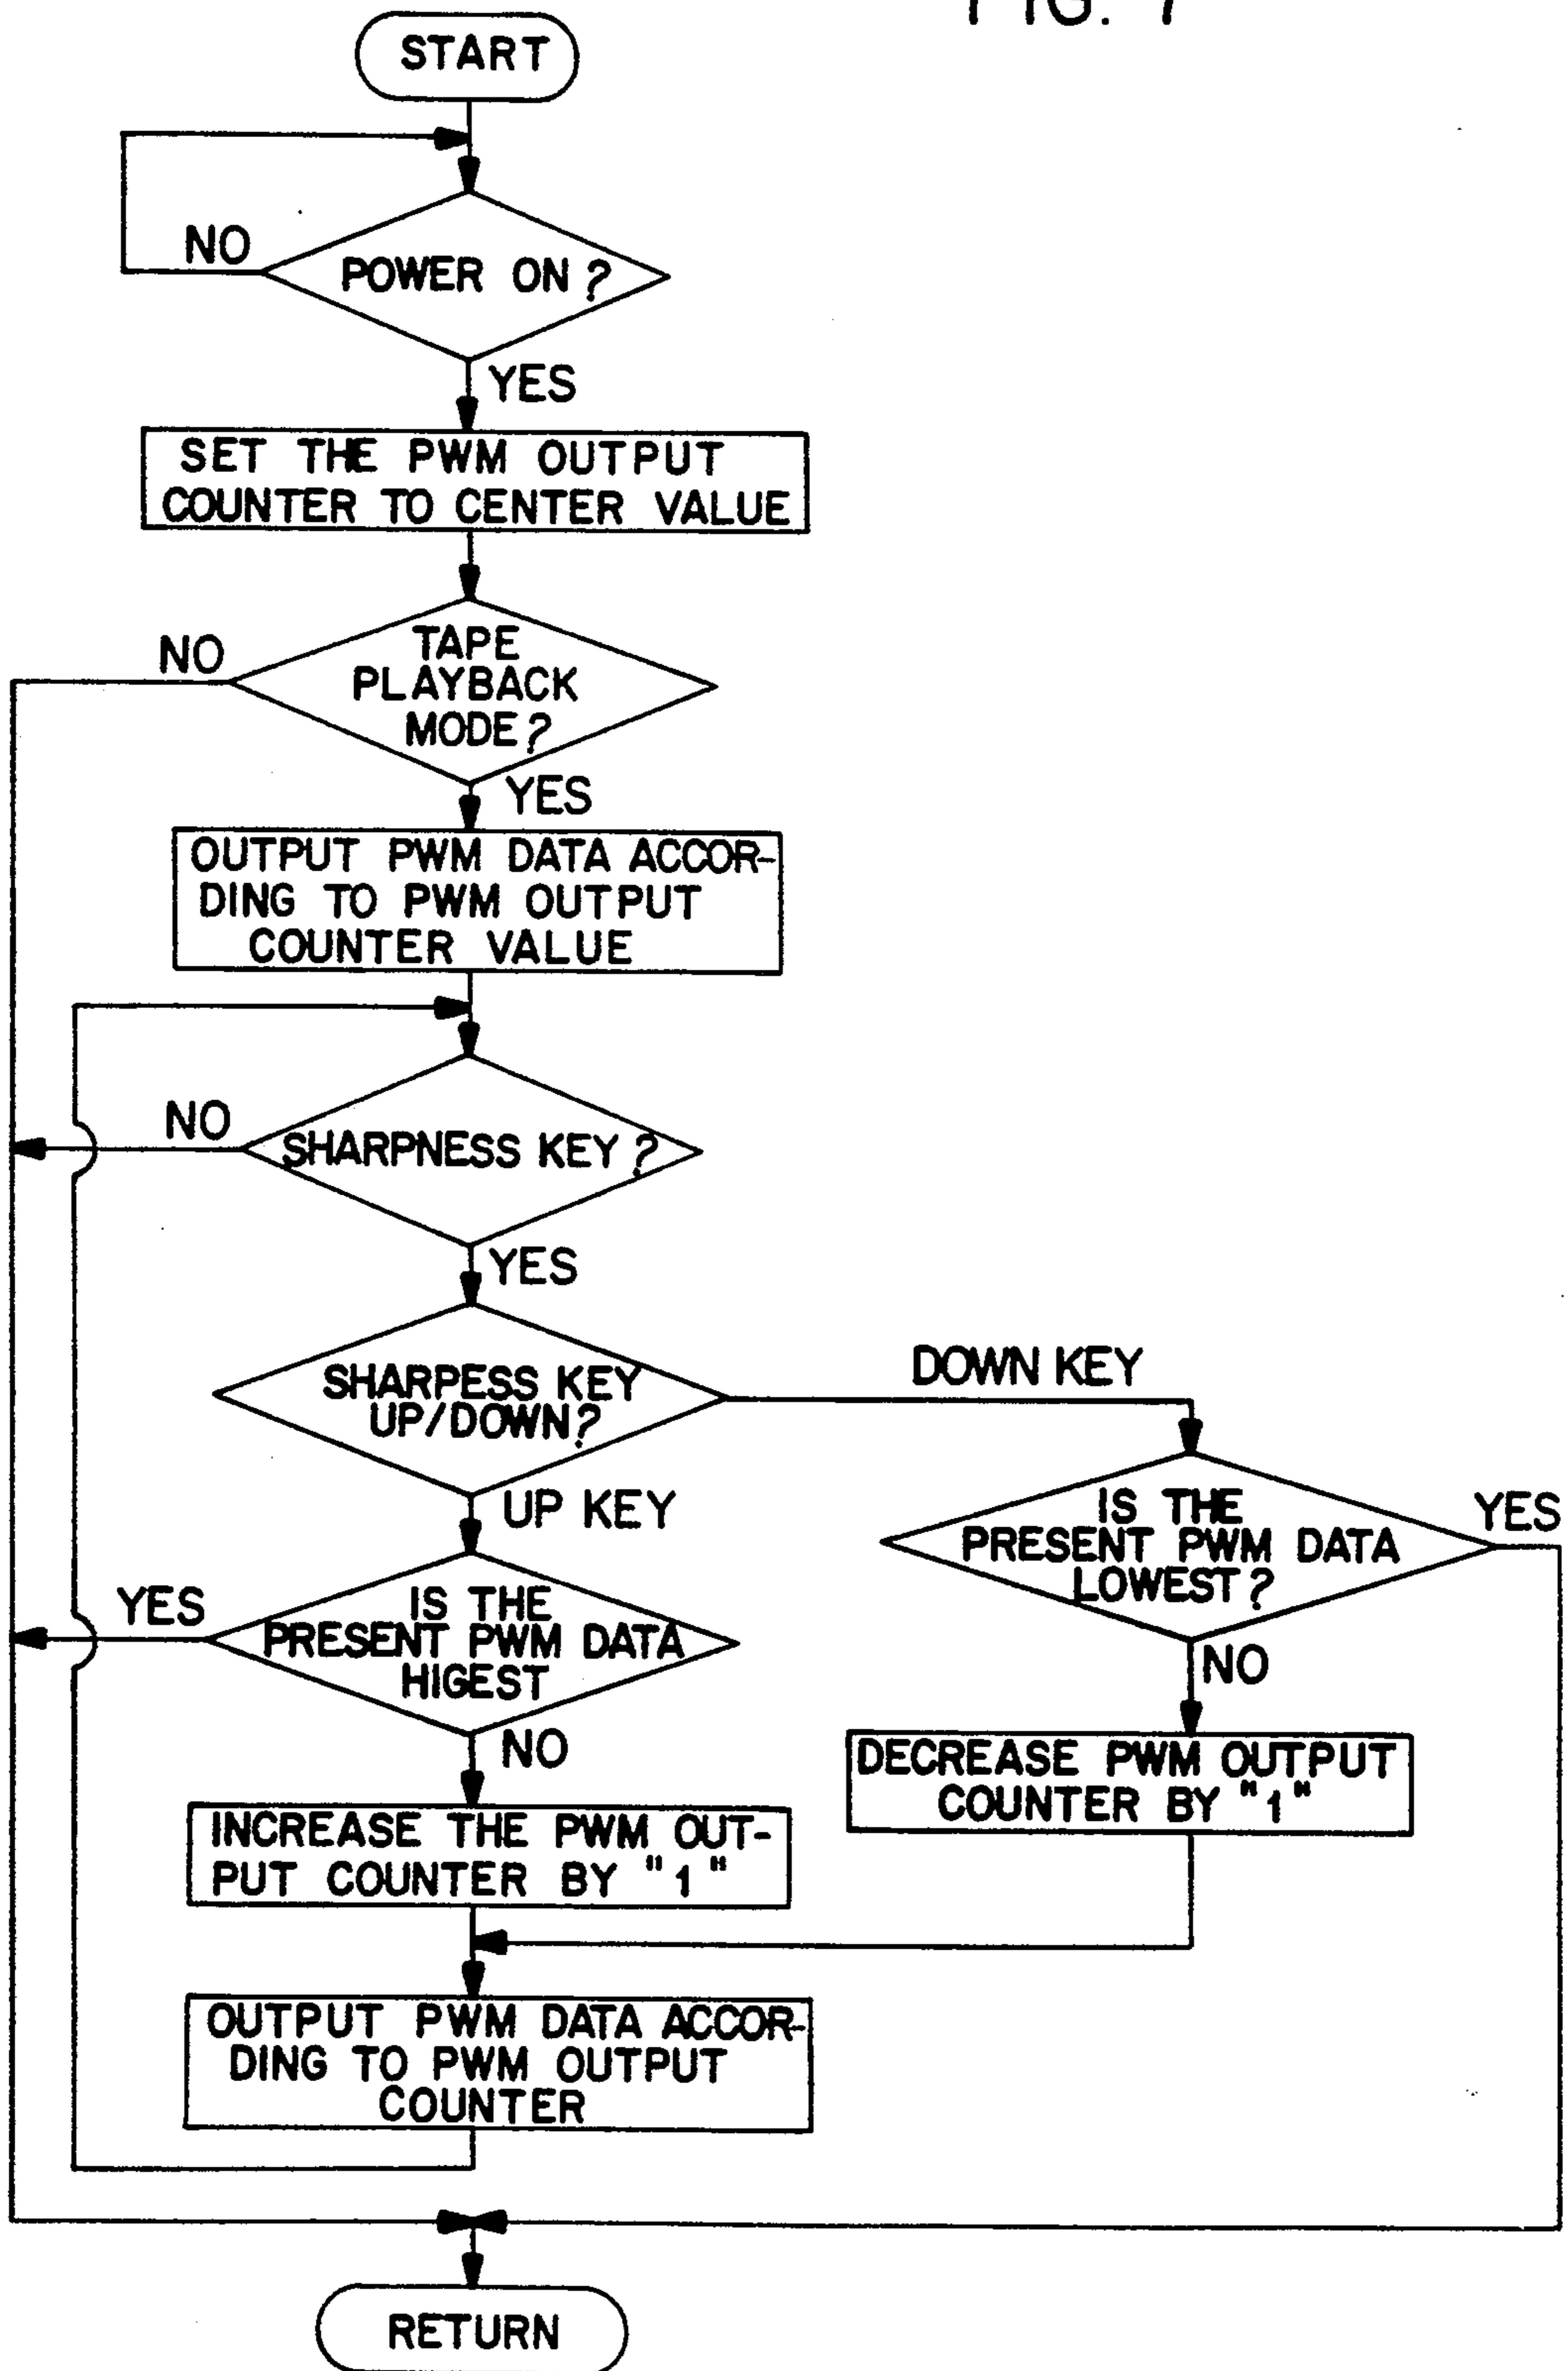 FIG. 7
START
NO
POWER ON?
YES
SET THE PWM OUTPUT
COUNTER TO CENTER VALUE
NO
TAPE
PLAYBACK
MODE?
YES
OUTPUT PWM DATA ACCOR-
DING TO PWM OUTPUT
COUNTER VALUE
NO
SHARPNESS KEY?
YES
SHARPESS KEY
UP/DOWN?
DOWN KEY
UP KEY
IS THE
PRESENT PWM DATA
LOWEST?
YES
YES
IS THE
PRESENT PWM DATA
HIGEST
NO
NO
DECREASE PWM OUTPUT
COUNTER BY "1"
INCREASE THE PWM OUT-
PUT COUNTER BY "1"
OUTPUT PWM DATA ACCOR-
DING TO PWM OUTPUT
COUNTER
RETURN